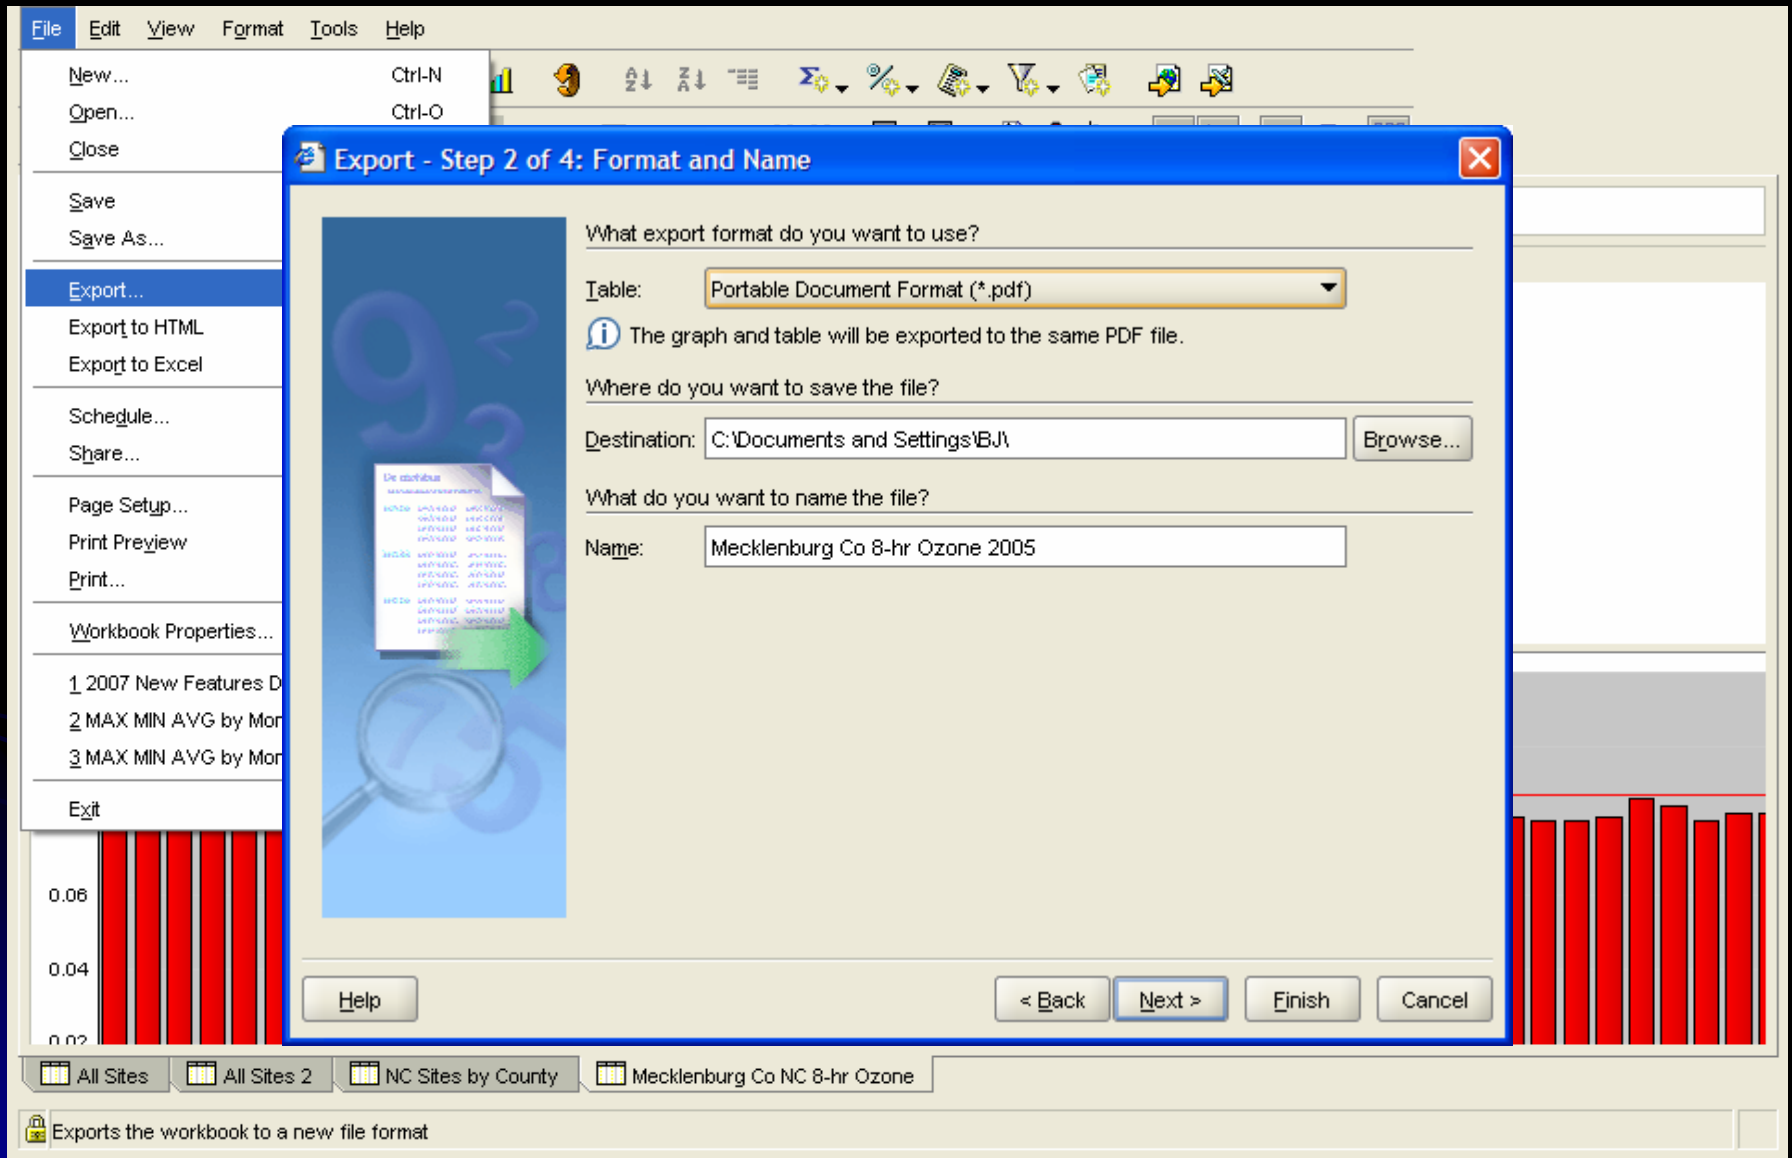 File Edit View Format Tools Help
New... Ctrl-N
Open... Ctrl-O
Close
Save
Save As...
Export...
Export to HTML
Export to Excel
Schedule...
Share...
Page Setup...
Print Preview
Print...
Workbook Properties...
1 2007 New Features D
2 MAX MIN AVG by Mon
3 MAX MIN AVG by Mon
Exit
Export - Step 2 of 4: Format and Name
What export format do you want to use?
Table: Portable Document Format (*.pdf)
The graph and table will be exported to the same PDF file.
Where do you want to save the file?
Destination: C:\Documents and Settings\BJ\ Browse...
What do you want to name the file?
Name: Mecklenburg Co 8-hr Ozone 2005
Help < Back Next > Finish Cancel
0.06
0.04
0.02
All Sites All Sites 2 NC Sites by County Mecklenburg Co NC 8-hr Ozone
Exports the workbook to a new file format